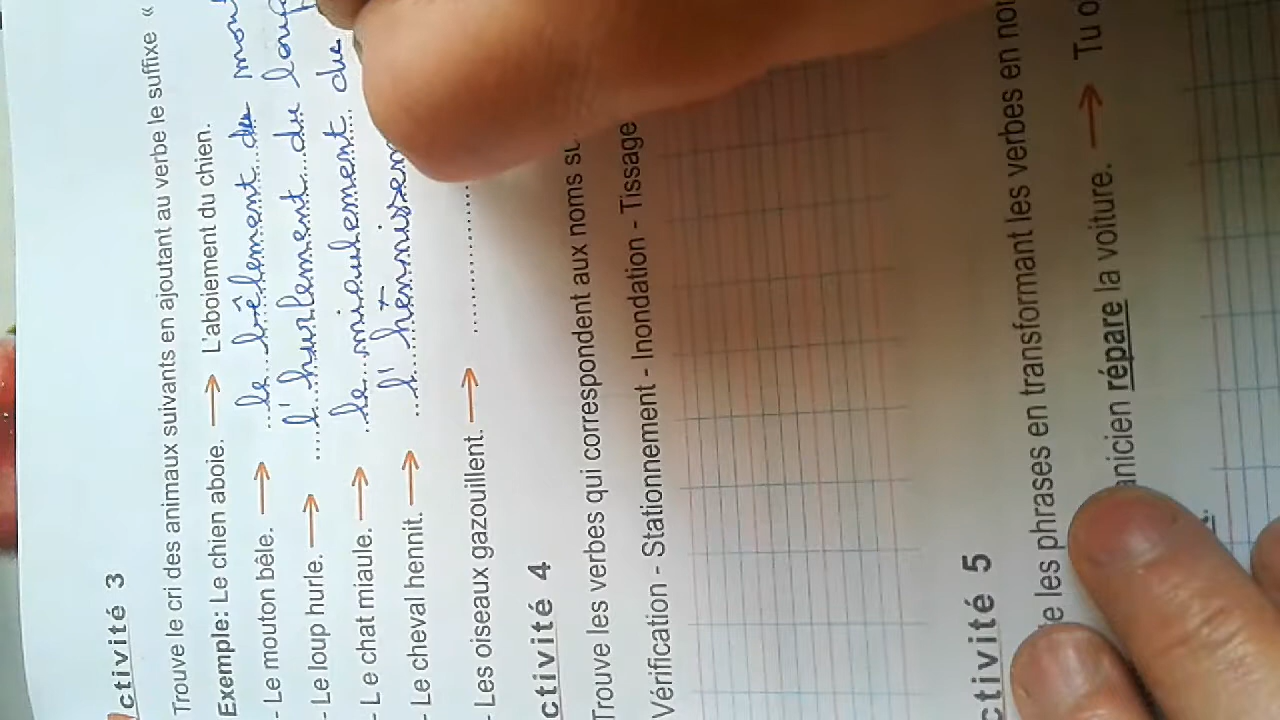 ctivité 3
Trouve le cri des animaux suivants en ajoutant au verbe le suffixe «
Exemple: Le chien aboie. → L'aboiement du chien.
- Le mouton bêle. → le bêlement du mout
- Le loup hurle. → l'hurlement du loup
- L e chat miaule. → le miaulement du
- Le cheval hennit. → l'hennissem
- Les oiseaux gazouillent. →
ctivité 4
Trouve les verbes qui correspondent aux noms su
Vérification - Stationnement - Inondation - Tissage
ctivité 5
e les phrases en transformant les verbes en no
anicien répare la voiture. → Tu o